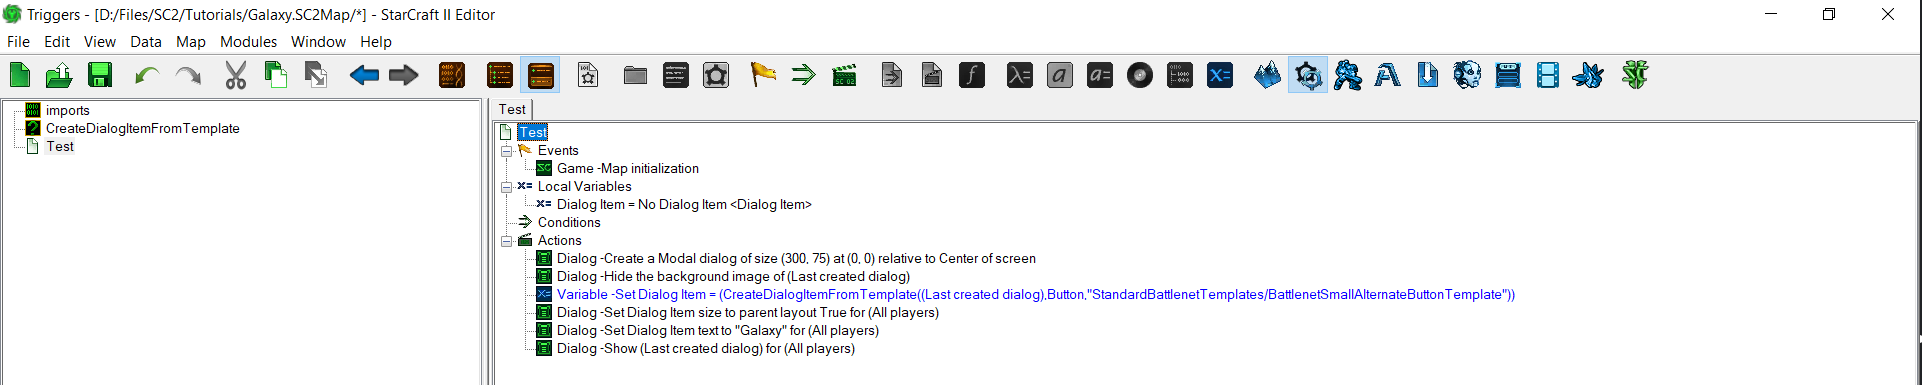 Triggers - [D:/Files/SC2/Tutorials/Galaxy.SC2Map/*] - StarCraft II Editor
File Edit View Data Map Modules Window Help
imports
CreateDialogItemFromTemplate
Test
Test
Test
Events
Game -Map initialization
Local Variables
Dialog Item = No Dialog Item <Dialog Item>
Conditions
Actions
Dialog -Create a Modal dialog of size (300, 75) at (0, 0) relative to Center of screen
Dialog -Hide the background image of (Last created dialog)
Variable -Set Dialog Item = (CreateDialogItemFromTemplate((Last created dialog),Button,"StandardBattlenetTemplates/BattlenetSmallAlternateButtonTemplate"))
Dialog -Set Dialog Item size to parent layout True for (All players)
Dialog -Set Dialog Item text to "Galaxy" for (All players)
Dialog -Show (Last created dialog) for (All players)